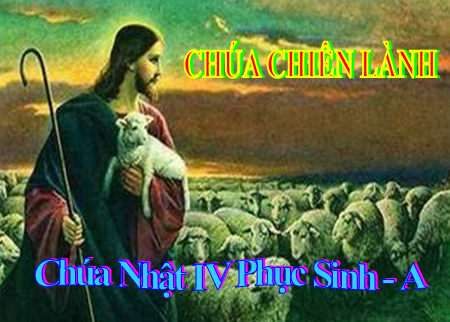 CHÚA CHIÊN LÀNH
Chúa Nhật IV Phục Sinh - A